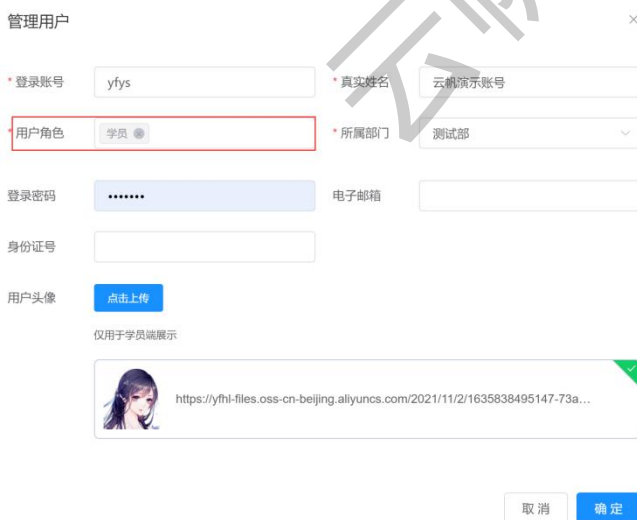 管理用户
* 登录账号 yfys * 真实姓名 云帆演示账号
* 用户角色 学员 * 所属部门 测试部
登录密码 ••••••• 电子邮箱
身份证号
用户头像 点击上传
仅用于学员端展示
https://yfhl-files.oss-cn-beijing.aliyuncs.com/2021/11/2/1635838495147-73a...
取消 确定